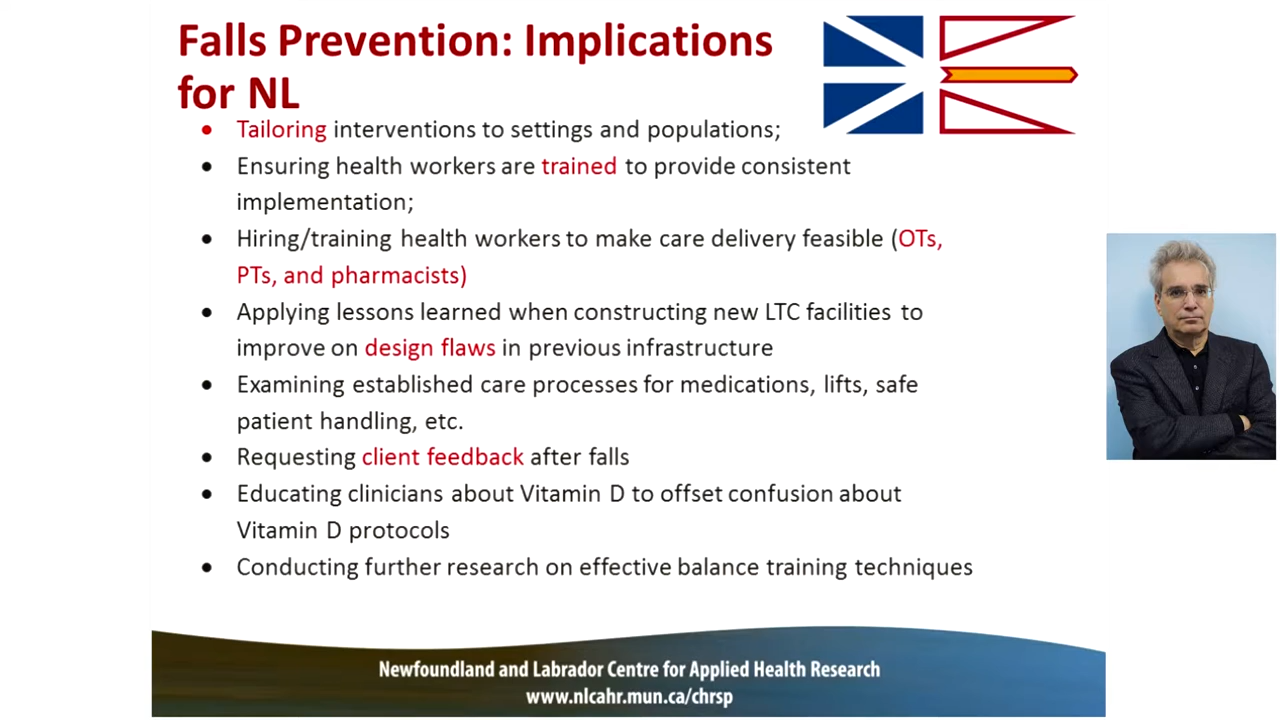 Falls Prevention: Implications
for NL
Tailoring interventions to settings and populations;
Ensuring health workers are trained to provide consistent
implementation;
Hiring/training health workers to make care delivery feasible (OTs,
PTs, and pharmacists)
Applying lessons learned when constructing new LTC facilities to
improve on design flaws in previous infrastructure
Examining established care processes for medications, lifts, safe
patient handling, etc.
Requesting client feedback after falls
Educating clinicians about Vitamin D to offset confusion about
Vitamin D protocols
Conducting further research on effective balance training techniques
Newfoundland and Labrador Centre for Applied Health Research
www.nlcahr.mun.ca/chrsp